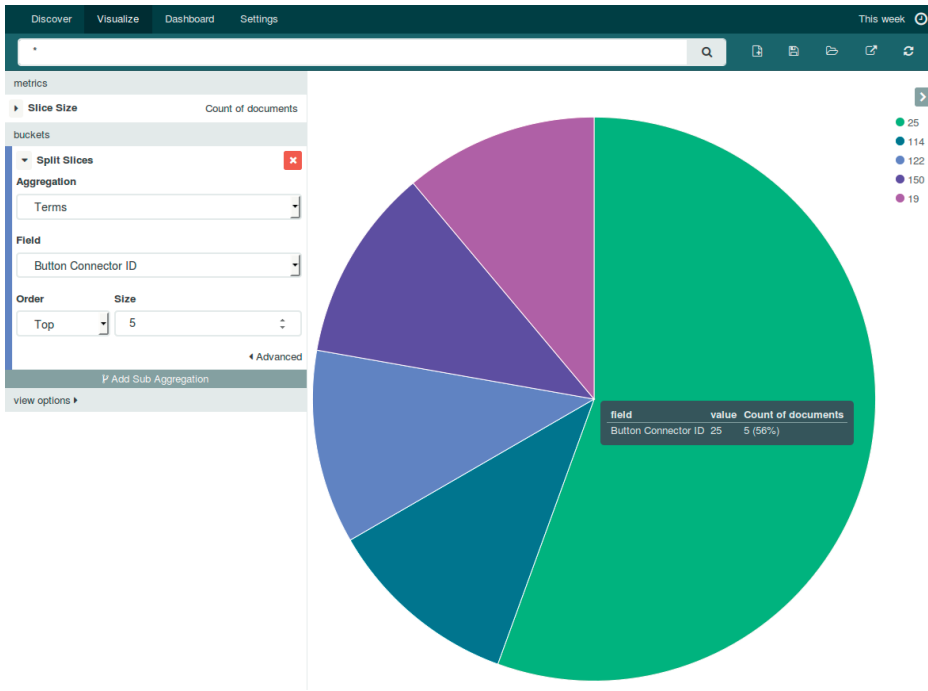 Discover Visualize Dashboard Settings This week
*
metrics
Slice Size Count of documents
buckets
Split Slices
Aggregation
Terms
Field
Button Connector ID
Order Size
Top 5
Advanced
Add Sub Aggregation
view options
25
114
122
150
19
field value Count of documents
Button Connector ID 25 5 (56%)